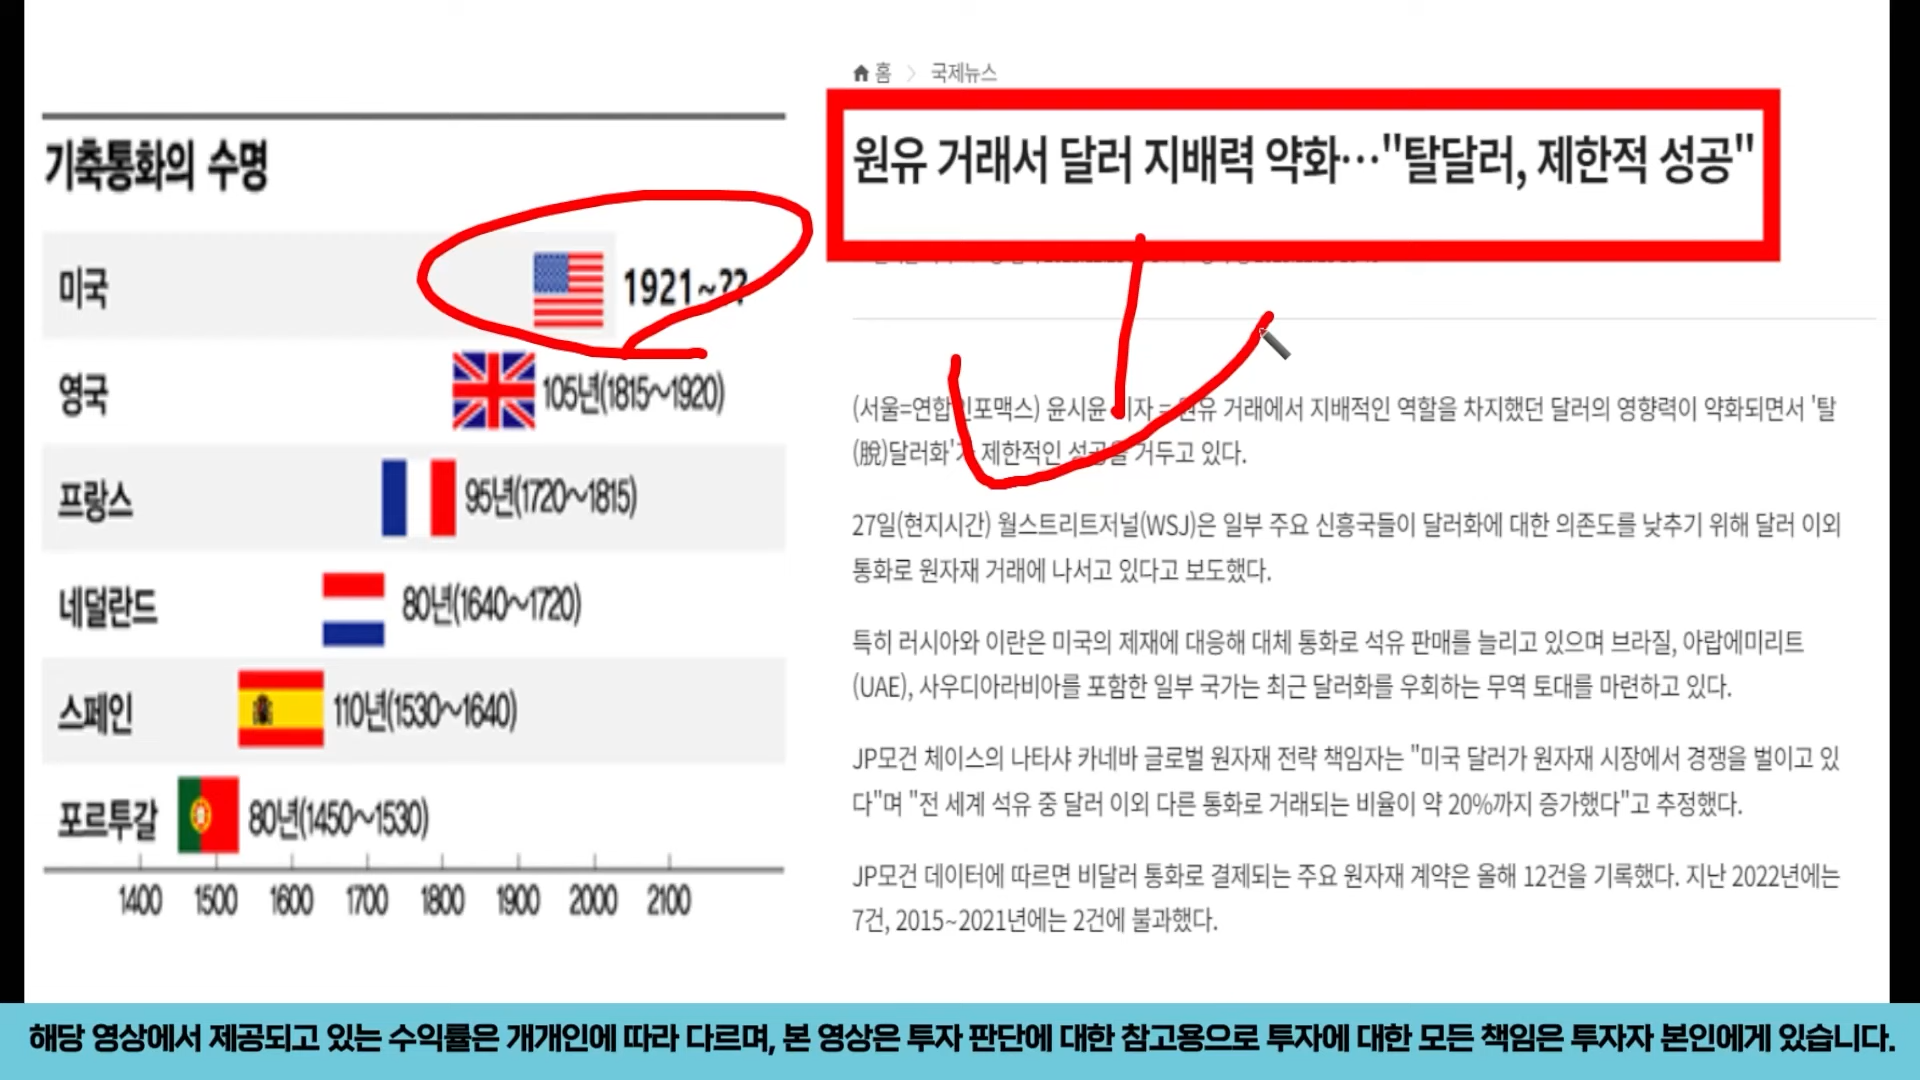 기축통화의 수명
미국 1921~??
영국 105년(1815~1920)
프랑스 95년(1720~1815)
네덜란드 80년(1640~1720)
스페인 110년(1530~1640)
포르투갈 80년(1450~1530)
1400 1500 1600 1700 1800 1900 2000 2100
홈 > 국제뉴스
원유 거래서 달러 지배력 약화…"탈달러, 제한적 성공"
(서울=연합인포맥스) 윤시윤 기자 = 원유 거래에서 지배적인 역할을 차지했던 달러의 영향력이 약화되면서 '탈
(脫)달러화'가 제한적인 성공을 거두고 있다.
27일(현지시간) 월스트리트저널(WSJ)은 일부 주요 신흥국들이 달러화에 대한 의존도를 낮추기 위해 달러 이외
통화로 원자재 거래에 나서고 있다고 보도했다.
특히 러시아와 이란은 미국의 제재에 대응해 대체 통화로 석유 판매를 늘리고 있으며 브라질, 아랍에미리트
(UAE), 사우디아라비아를 포함한 일부 국가는 최근 달러화를 우회하는 무역 토대를 마련하고 있다.
JP모건 체이스의 나타샤 카네바 글로벌 원자재 전략 책임자는 "미국 달러가 원자재 시장에서 경쟁을 벌이고 있
다"며 "전 세계 석유 중 달러 이외 다른 통화로 거래되는 비율이 약 20%까지 증가했다"고 추정했다.
JP모건 데이터에 따르면 비달러 통화로 결제되는 주요 원자재 계약은 올해 12건을 기록했다. 지난 2022년에는
7건, 2015~2021년에는 2건에 불과했다.
해당 영상에서 제공되고 있는 수익률은 개개인에 따라 다르며, 본 영상은 투자 판단에 대한 참고용으로 투자에 대한 모든 책임은 투자자 본인에게 있습니다.